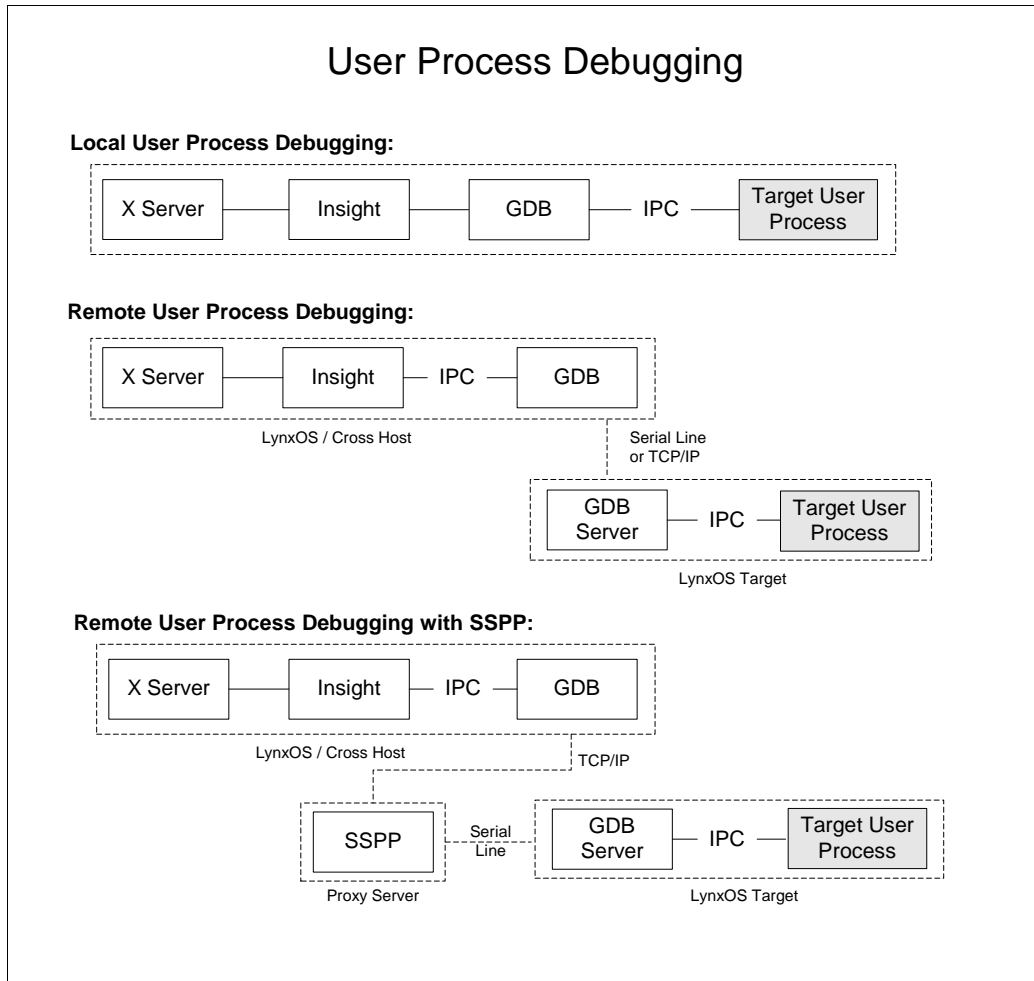 User Process Debugging
Local User Process Debugging:
X Server
Insight
GDB
IPC
Target User
Process
Remote User Process Debugging:
X Server
Insight
IPC
GDB
LynxOS / Cross Host
Serial Line
or TCP/IP
GDB
Server
IPC
Target User
Process
LynxOS Target
Remote User Process Debugging with SSPP:
X Server
Insight
IPC
GDB
LynxOS / Cross Host
TCP/IP
SSPP
Proxy Server
Serial
Line
GDB
Server
IPC
Target User
Process
LynxOS Target